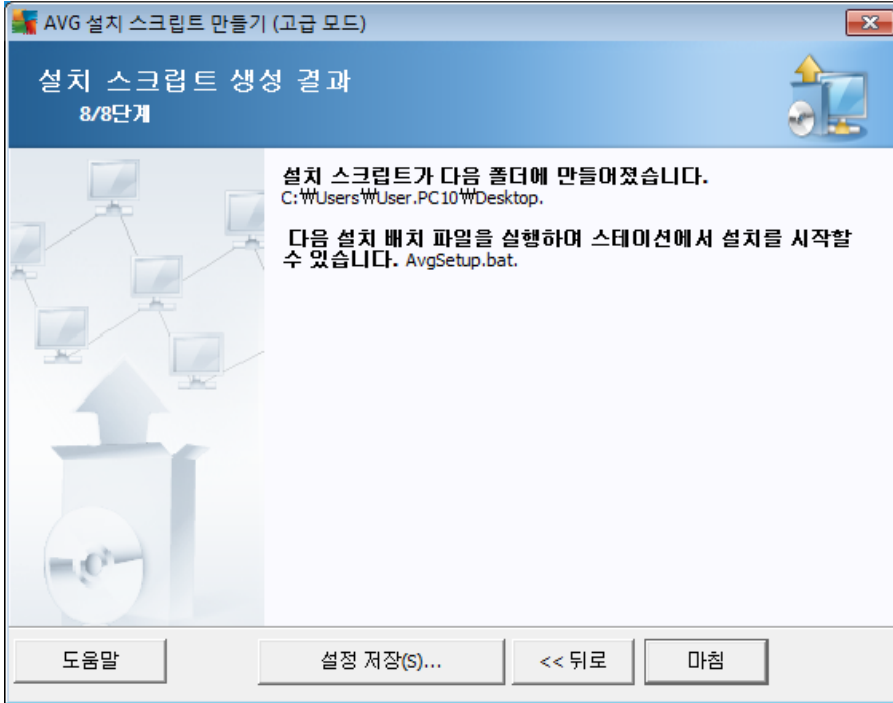 AVG 설치 스크립트 만들기 (고급 모드)
설치 스크립트 생성 결과
8/8단계
설치 스크립트가 다음 폴더에 만들어졌습니다.
C:₩Users₩User.PC10₩Desktop.
다음 설치 배치 파일을 실행하여 스테이션에서 설치를 시작할
수 있습니다. AvgSetup.bat.
도움말
설정 저장(S)...
<< 뒤로
마침